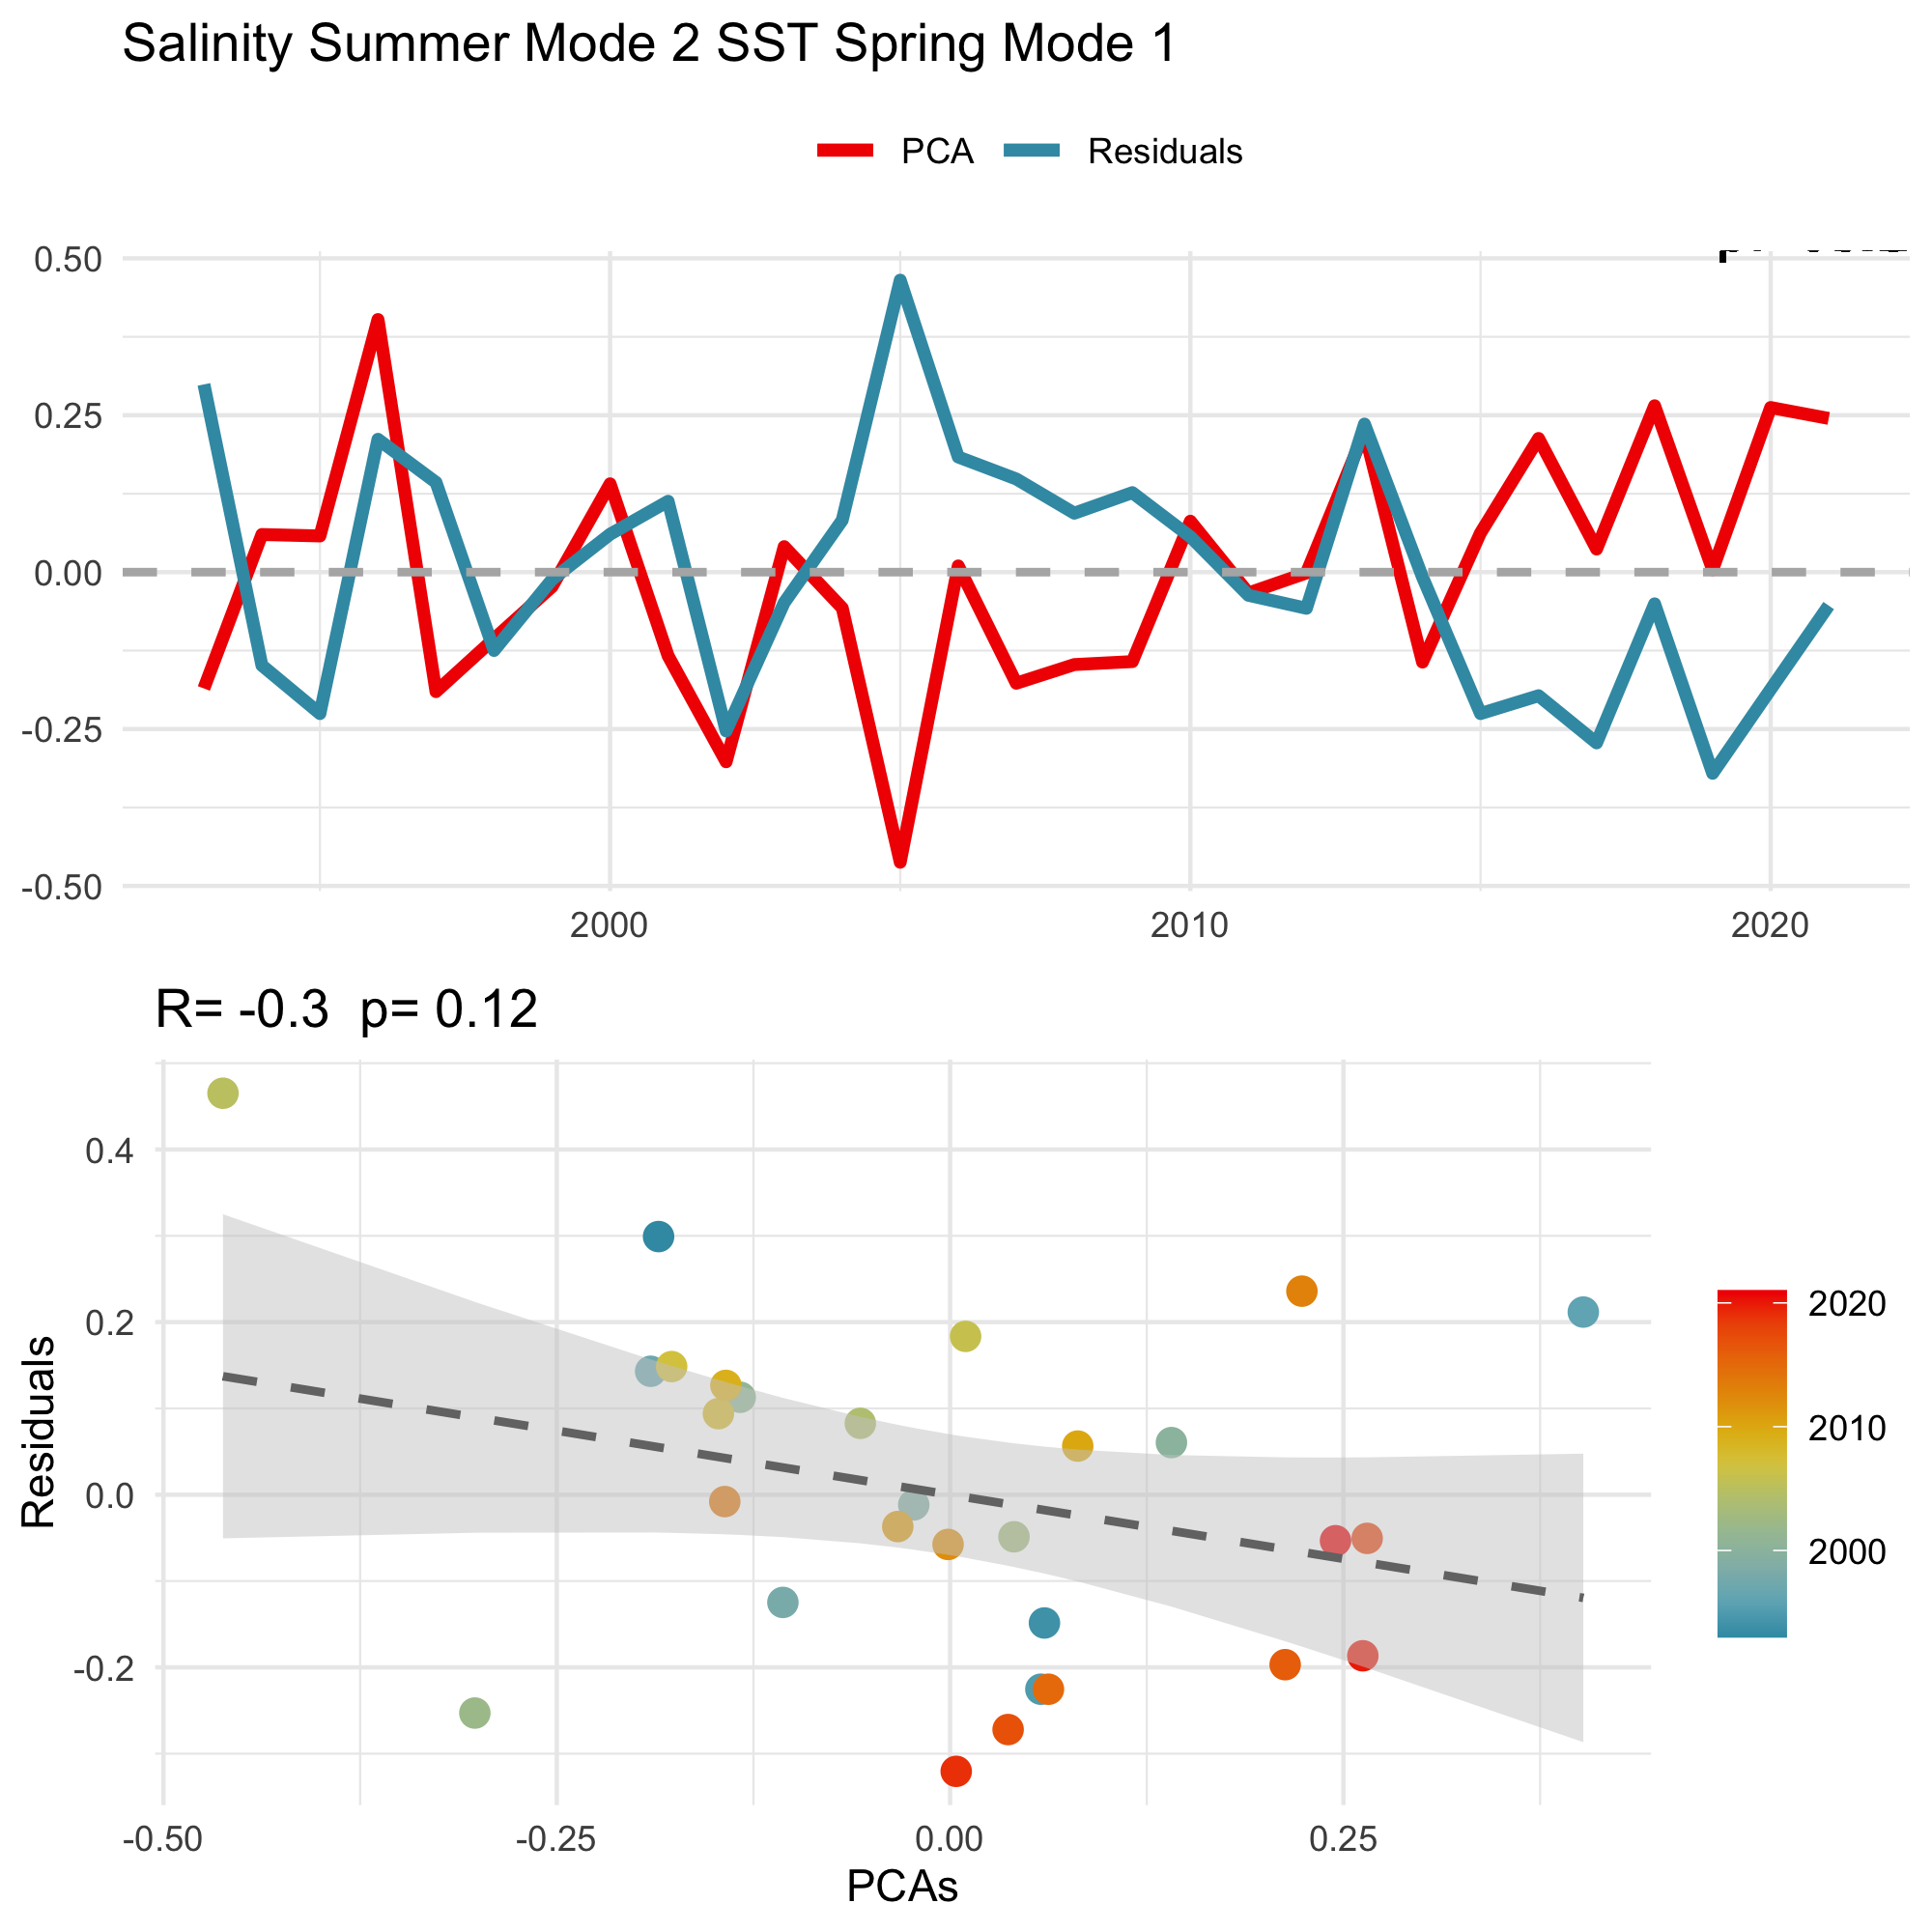 Salinity Summer Mode 2 SST Spring Mode 1
PCA Residuals
0.50
0.25
0.00
-0.25
-0.50
2000 2010 2020
R= -0.3 p= 0.12
Residuals
0.4
0.2
0.0
-0.2
-0.50 -0.25 0.00 0.25
PCAs
2020
2010
2000